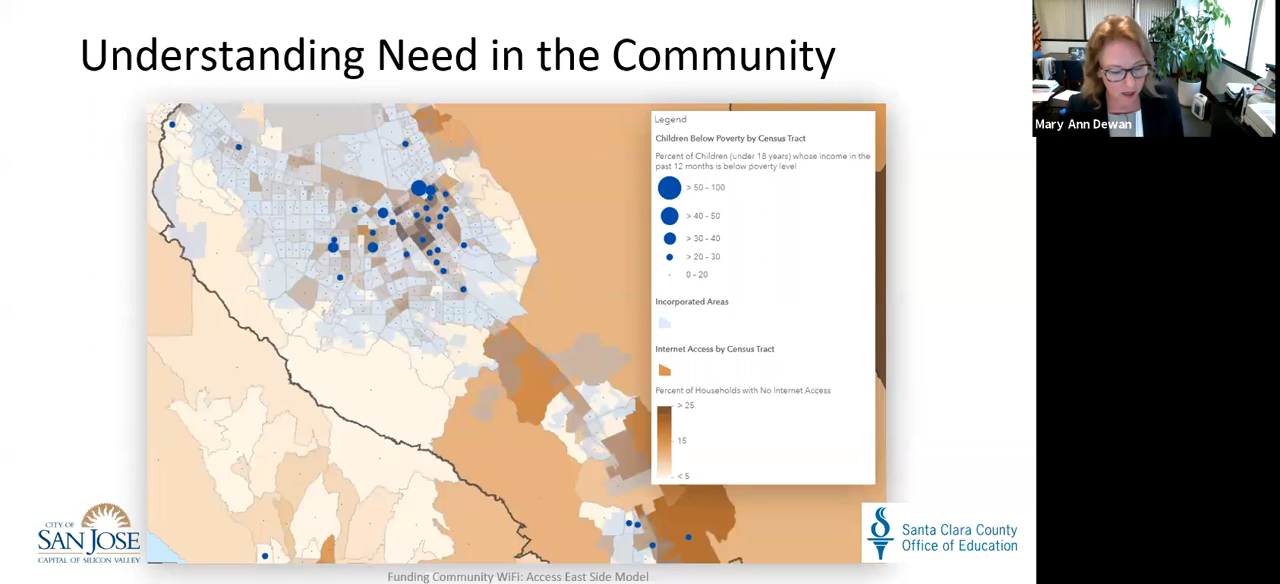 Understanding Need in the Community
Mary Ann Dewan
Legend
Children Below Poverty by Census Tract
Percent of Children (under 18 years) whose income in the
past 12 months is below poverty level
> 50 - 100
> 40 - 50
> 30 - 40
> 20 - 30
0 - 20
Incorporated Areas
Internet Access by Census Tract
Percent of Households with No Internet Access
> 25
15
< 5
CITY OF
SAN JOSE
CAPITAL OF SILICON VALLEY
Santa Clara County
Office of Education
Funding Community WiFi: Access East Side Model